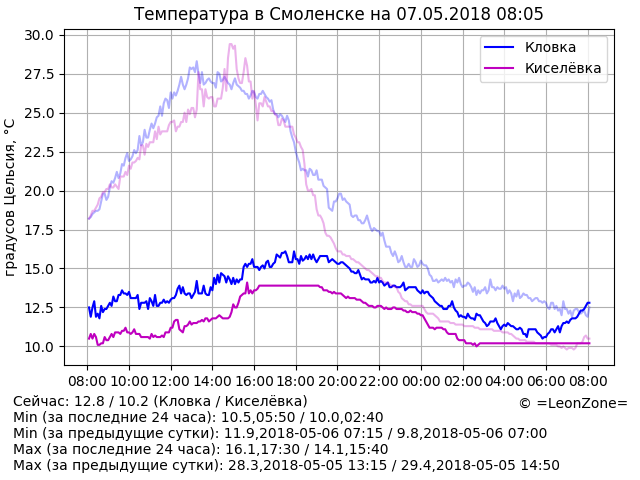 Температура в Смоленске на 07.05.2018 08:05
градусов Цельсия, °C
30.0
27.5
25.0
22.5
20.0
17.5
15.0
12.5
10.0
Кловка
Киселёвка
08:00 10:00 12:00 14:00 16:00 18:00 20:00 22:00 00:00 02:00 04:00 06:00 08:00
Сейчас: 12.8 / 10.2 (Кловка / Киселёвка)
© =LeonZone=
Min (за последние 24 часа): 10.5,05:50 / 10.0,02:40
Min (за предыдущие сутки): 11.9,2018-05-06 07:15 / 9.8,2018-05-06 07:00
Max (за последние 24 часа): 16.1,17:30 / 14.1,15:40
Max (за предыдущие сутки): 28.3,2018-05-05 13:15 / 29.4,2018-05-05 14:50